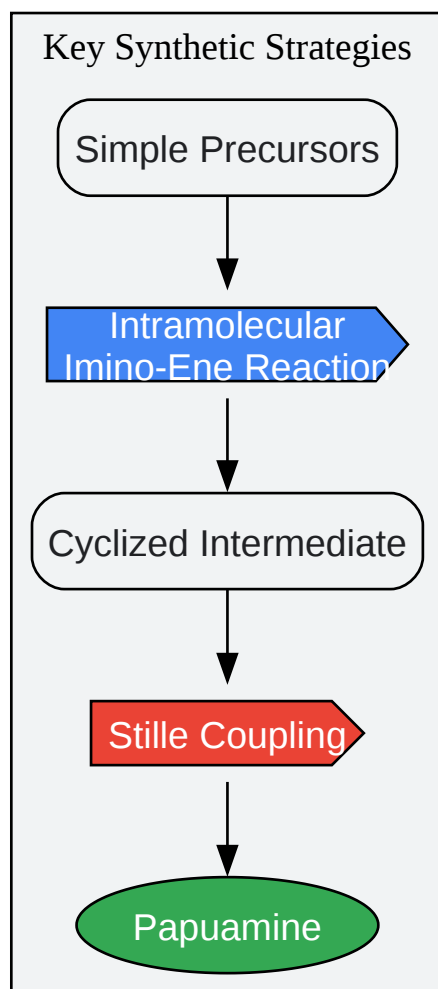 Key Synthetic Strategies
Simple Precursors
Intramolecular
Imino-Ene Reaction
Cyclized Intermediate
Stille Coupling
Papuamine